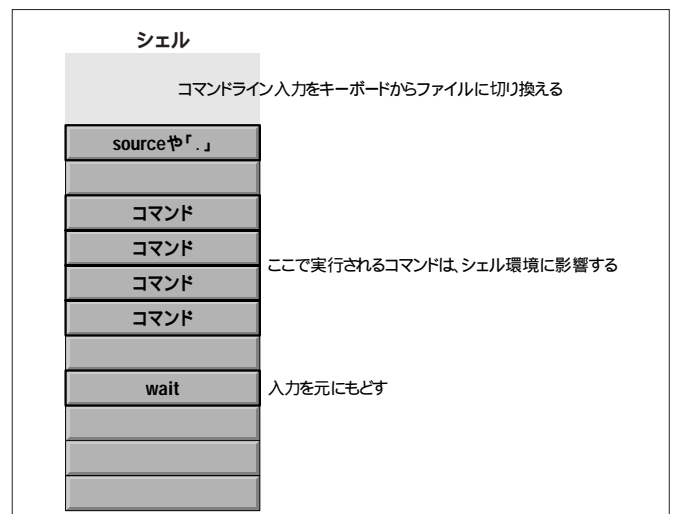 シェル
コマンドライン入力をキーボードからファイルに切り換える
sourceや「.」
コマンド
コマンド
ここで実行されるコマンドは、シェル環境に影響する
コマンド
コマンド
wait
入力を元にもどす